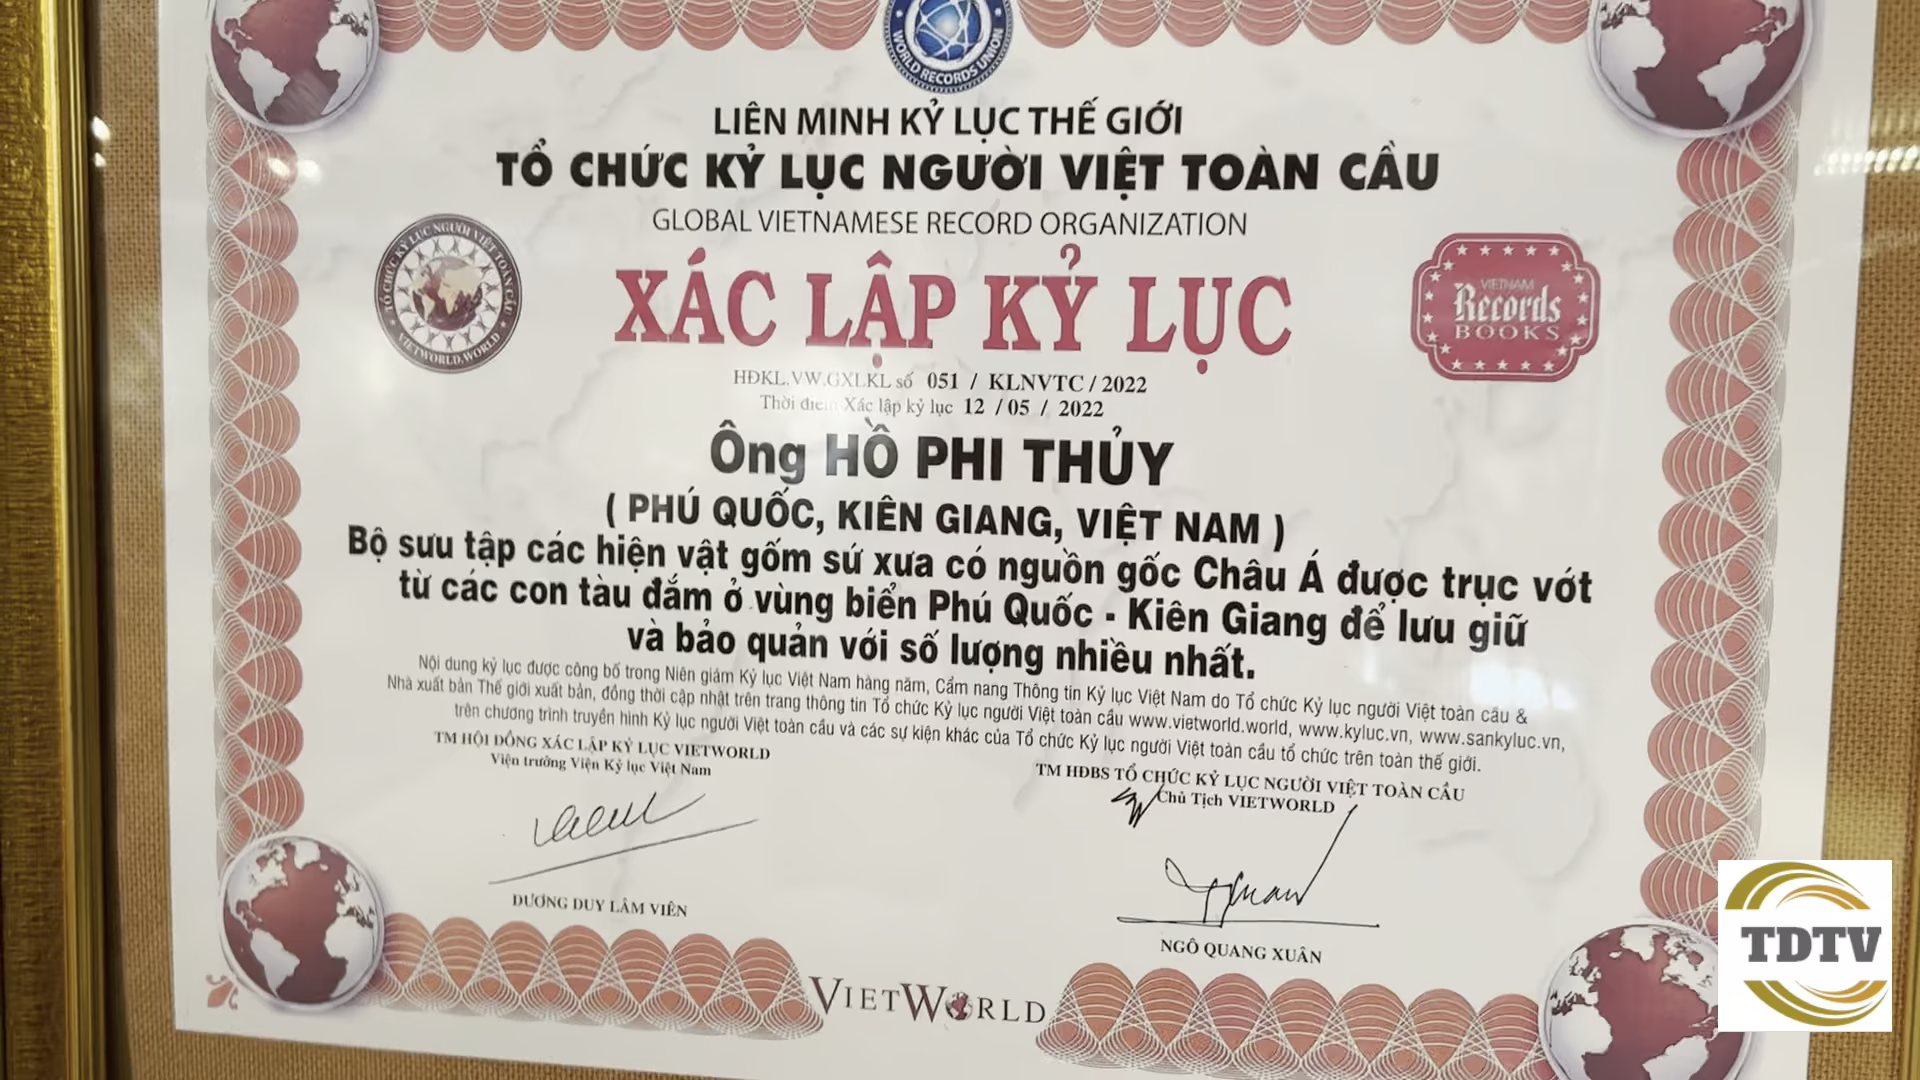 WORLD RECORDS UNION
LIÊN MINH KỶ LỤC THẾ GIỚI
TỔ CHỨC KỶ LỤC NGƯỜI VIỆT TOÀN CẦU
GLOBAL VIETNAMESE RECORD ORGANIZATION
TỔ CHỨC KỶ LỤC NGƯỜI VIỆT TOÀN CẦU
VIETWORLD.WORLD
XÁC LẬP KỶ LỤC
VIETNAM
Records
BOOKS
HĐKL.VW.GXLKL số 051 / KLNVTC / 2022
Thời điểm Xác lập kỷ lục 12 / 05 / 2022
Ông HỒ PHI THỦY
( PHÚ QUỐC, KIÊN GIANG, VIỆT NAM )
Bộ sưu tập các hiện vật gốm sứ xưa có nguồn gốc Châu Á được trục vớt
từ các con tàu đắm ở vùng biển Phú Quốc - Kiên Giang để lưu giữ
và bảo quản với số lượng nhiều nhất.
Nội dung kỷ lục được công bố trong Niên giám Kỷ lục Việt Nam hàng năm, Cẩm nang Thông tin Kỷ lục Việt Nam do Tổ chức Kỷ lục người Việt toàn cầu &
Nhà xuất bản Thế giới xuất bản, đồng thời cập nhật trên trang thông tin Tổ chức Kỷ lục người Việt toàn cầu www.vietworld.world, www.kyluc.vn, www.sankyluc.vn,
trên chương trình truyền hình Kỷ lục người Việt toàn cầu và các sự kiện khác của Tổ chức Kỷ lục người Việt toàn cầu tổ chức trên toàn thế giới.
TM HỘI ĐỒNG XÁC LẬP KỶ LỤC VIETWORLD
Viện trưởng Viện Kỷ lục Việt Nam
TM HĐBS TỔ CHỨC KỶ LỤC NGƯỜI VIỆT TOÀN CẦU
Chủ Tịch VIETWORLD
DƯƠNG DUY LÂM VIÊN
NGÔ QUANG XUÂN
VIETWORLD
TDTV